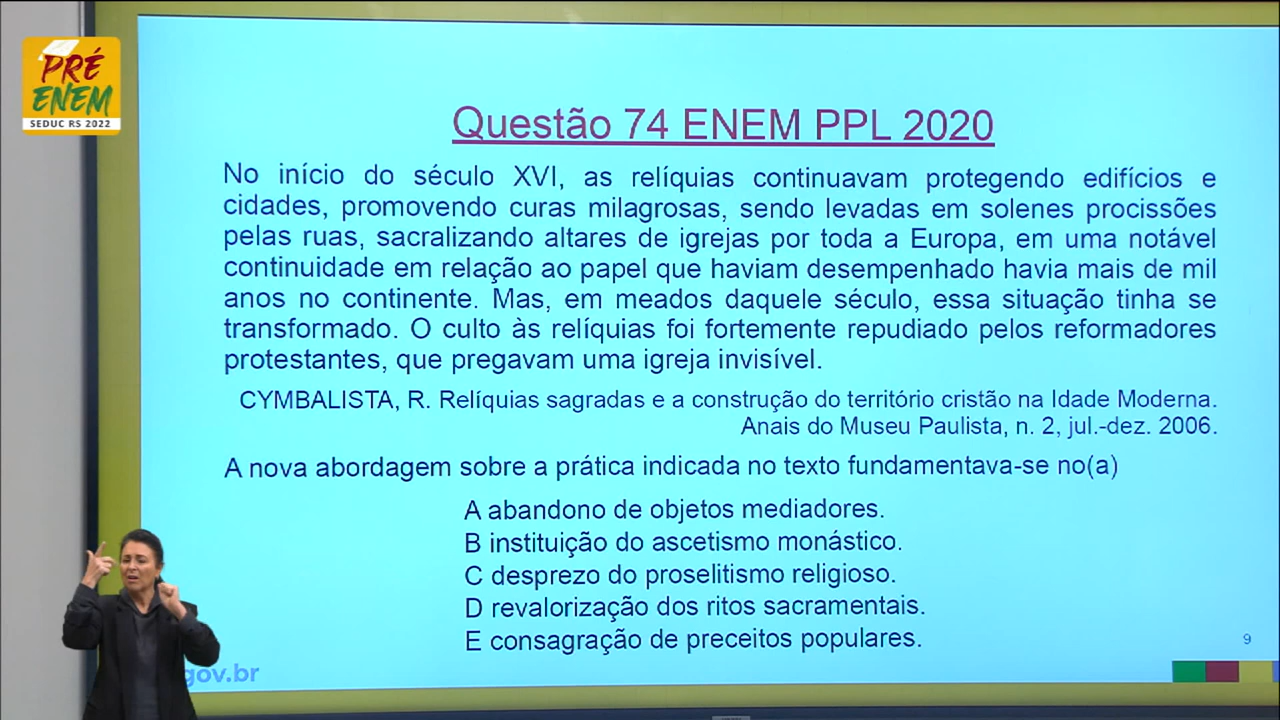 PRÉ
ENEM
SEDUC RS 2022
Questão 74 ENEM PPL 2020
No início do século XVI, as relíquias continuavam protegendo edifícios e
cidades, promovendo curas milagrosas, sendo levadas em solenes procissões
pelas ruas, sacralizando altares de igrejas por toda a Europa, em uma notável
continuidade em relação ao papel que haviam desempenhado havia mais de mil
anos no continente. Mas, em meados daquele século, essa situação tinha se
transformado. O culto às relíquias foi fortemente repudiado pelos reformadores
protestantes, que pregavam uma igreja invisível.
CYMBALISTA, R. Relíquias sagradas e a construção do território cristão na Idade Moderna.
Anais do Museu Paulista, n. 2, jul.-dez. 2006.
A nova abordagem sobre a prática indicada no texto fundamentava-se no(a)
A abandono de objetos mediadores.
B instituição do ascetismo monástico.
C desprezo do proselitismo religioso.
D revalorização dos ritos sacramentais.
E consagração de preceitos populares.
9
gov.br